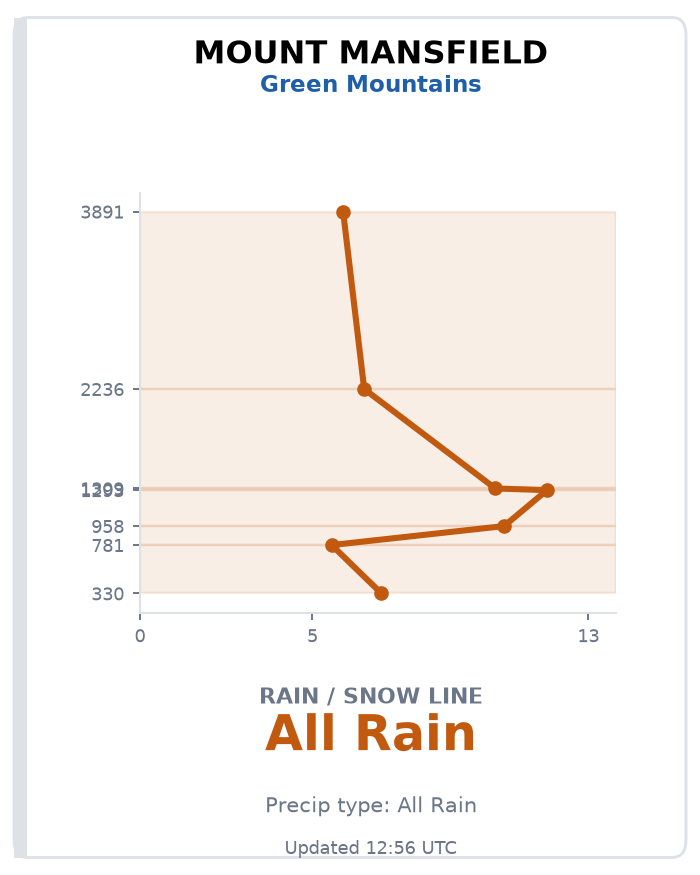 MOUNT MANSFIELD
Green Mountains
3891
2236
958
781
330
0 5 13
RAIN / SNOW LINE
All Rain
Precip type: All Rain
Updated 12:56 UTC